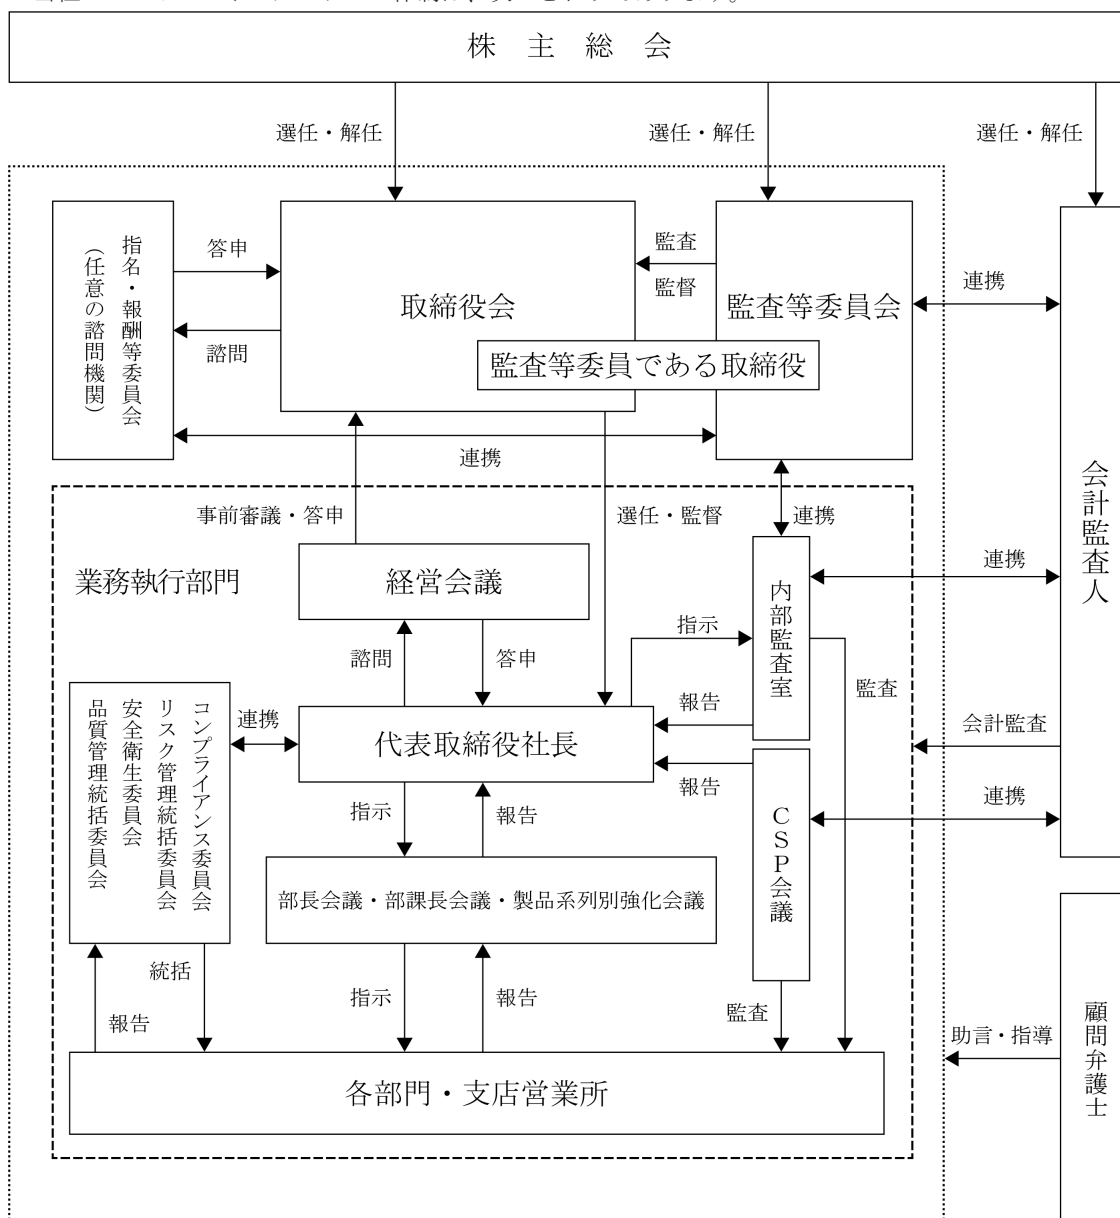 株主総会
選任・解任
選任・解任
選任・解任
指名・報酬等委員会
(任意の諮問機関)
答申
諮問
取締役会
監査
監督
監査等委員会
監査等委員である取締役
連携
連携
会計監査人
事前審議・答申
選任・監督
連携
業務執行部門
経営会議
内部監査室
連携
諮問
答申
指示
監査
報告
コンプライアンス委員会
リスク管理統括委員会
安全衛生委員会
品質管理統括委員会
連携
代表取締役社長
会計監査
報告
指示
報告
CSP会議
連携
部長会議・部課長会議・製品系列別強化会議
統括
報告
指示
報告
監査
各部門・支店営業所
助言・指導
顧問弁護士